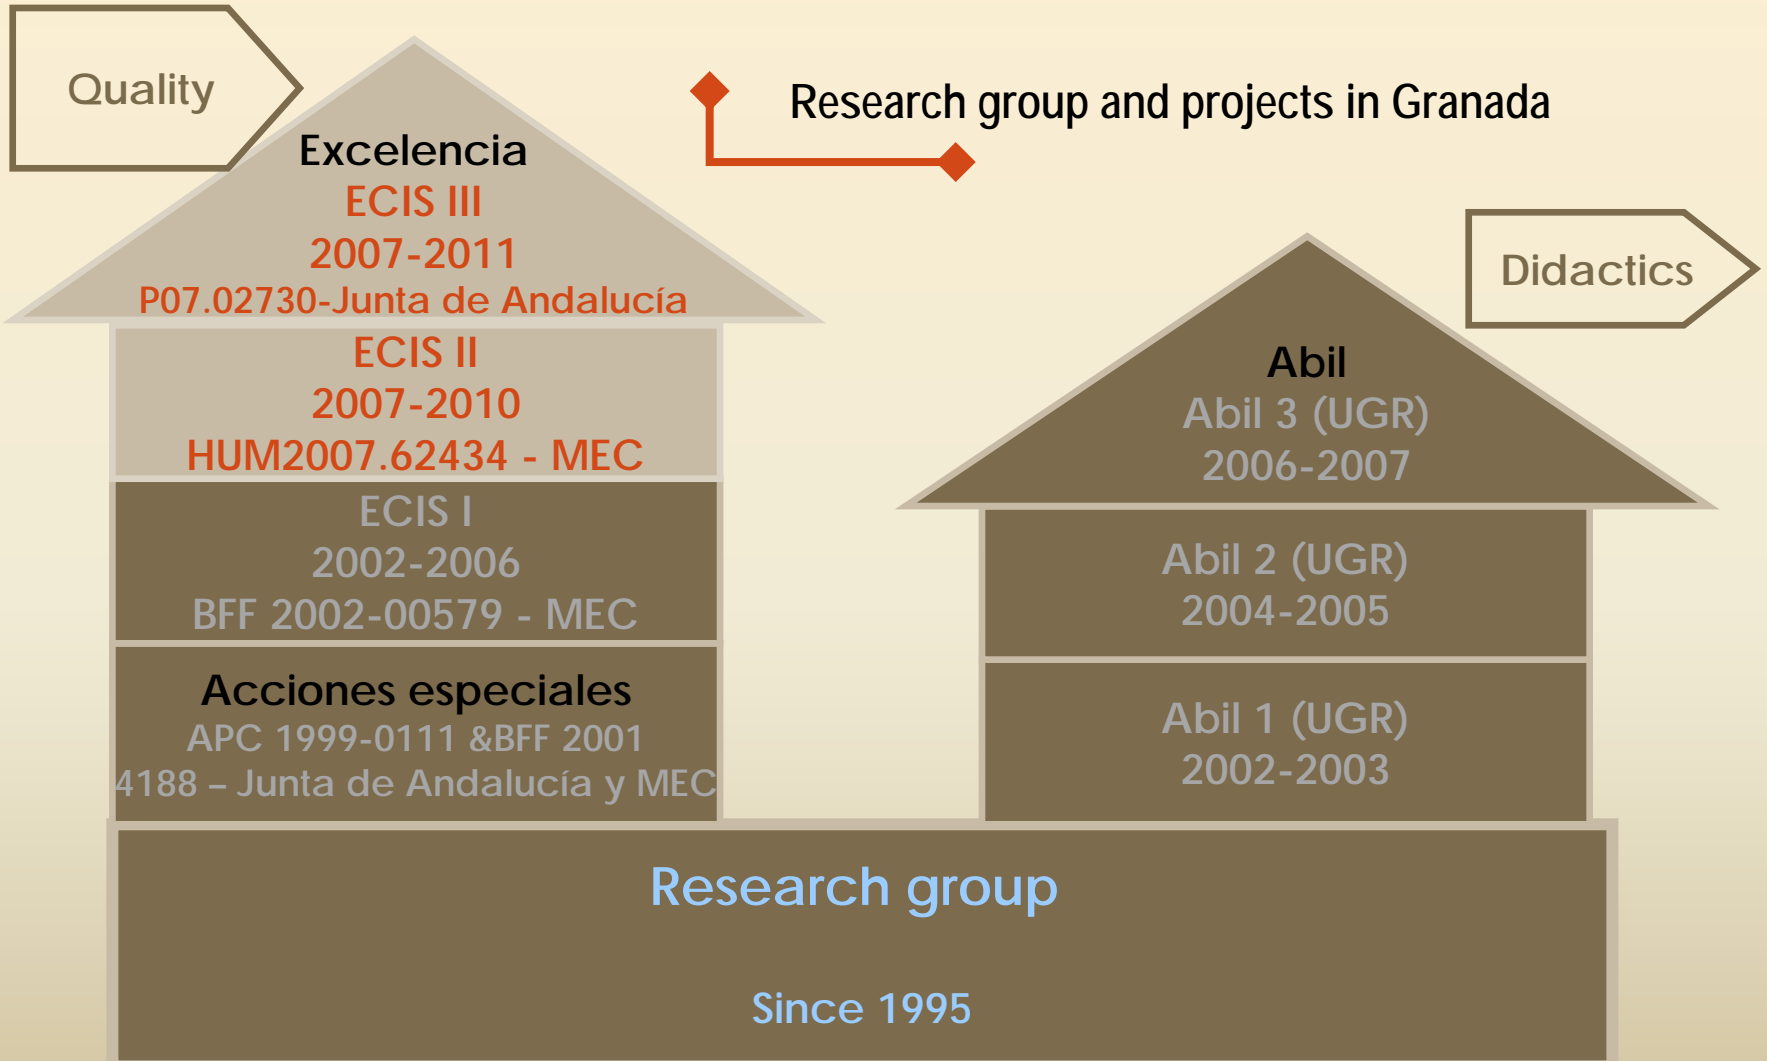 Quality
Research group and projects in Granada
Excelencia
ECIS III
2007-2011
P07.02730-Junta de Andalucía
ECIS II
2007-2010
HUM2007.62434 - MEC
ECIS I
2002-2006
BFF 2002-00579 - MEC
Acciones especiales
APC 1999-0111 &BFF 2001
4188 – Junta de Andalucía y MEC
Didactics
Abil
Abil 3 (UGR)
2006-2007
Abil 2 (UGR)
2004-2005
Abil 1 (UGR)
2002-2003
Research group
Since 1995